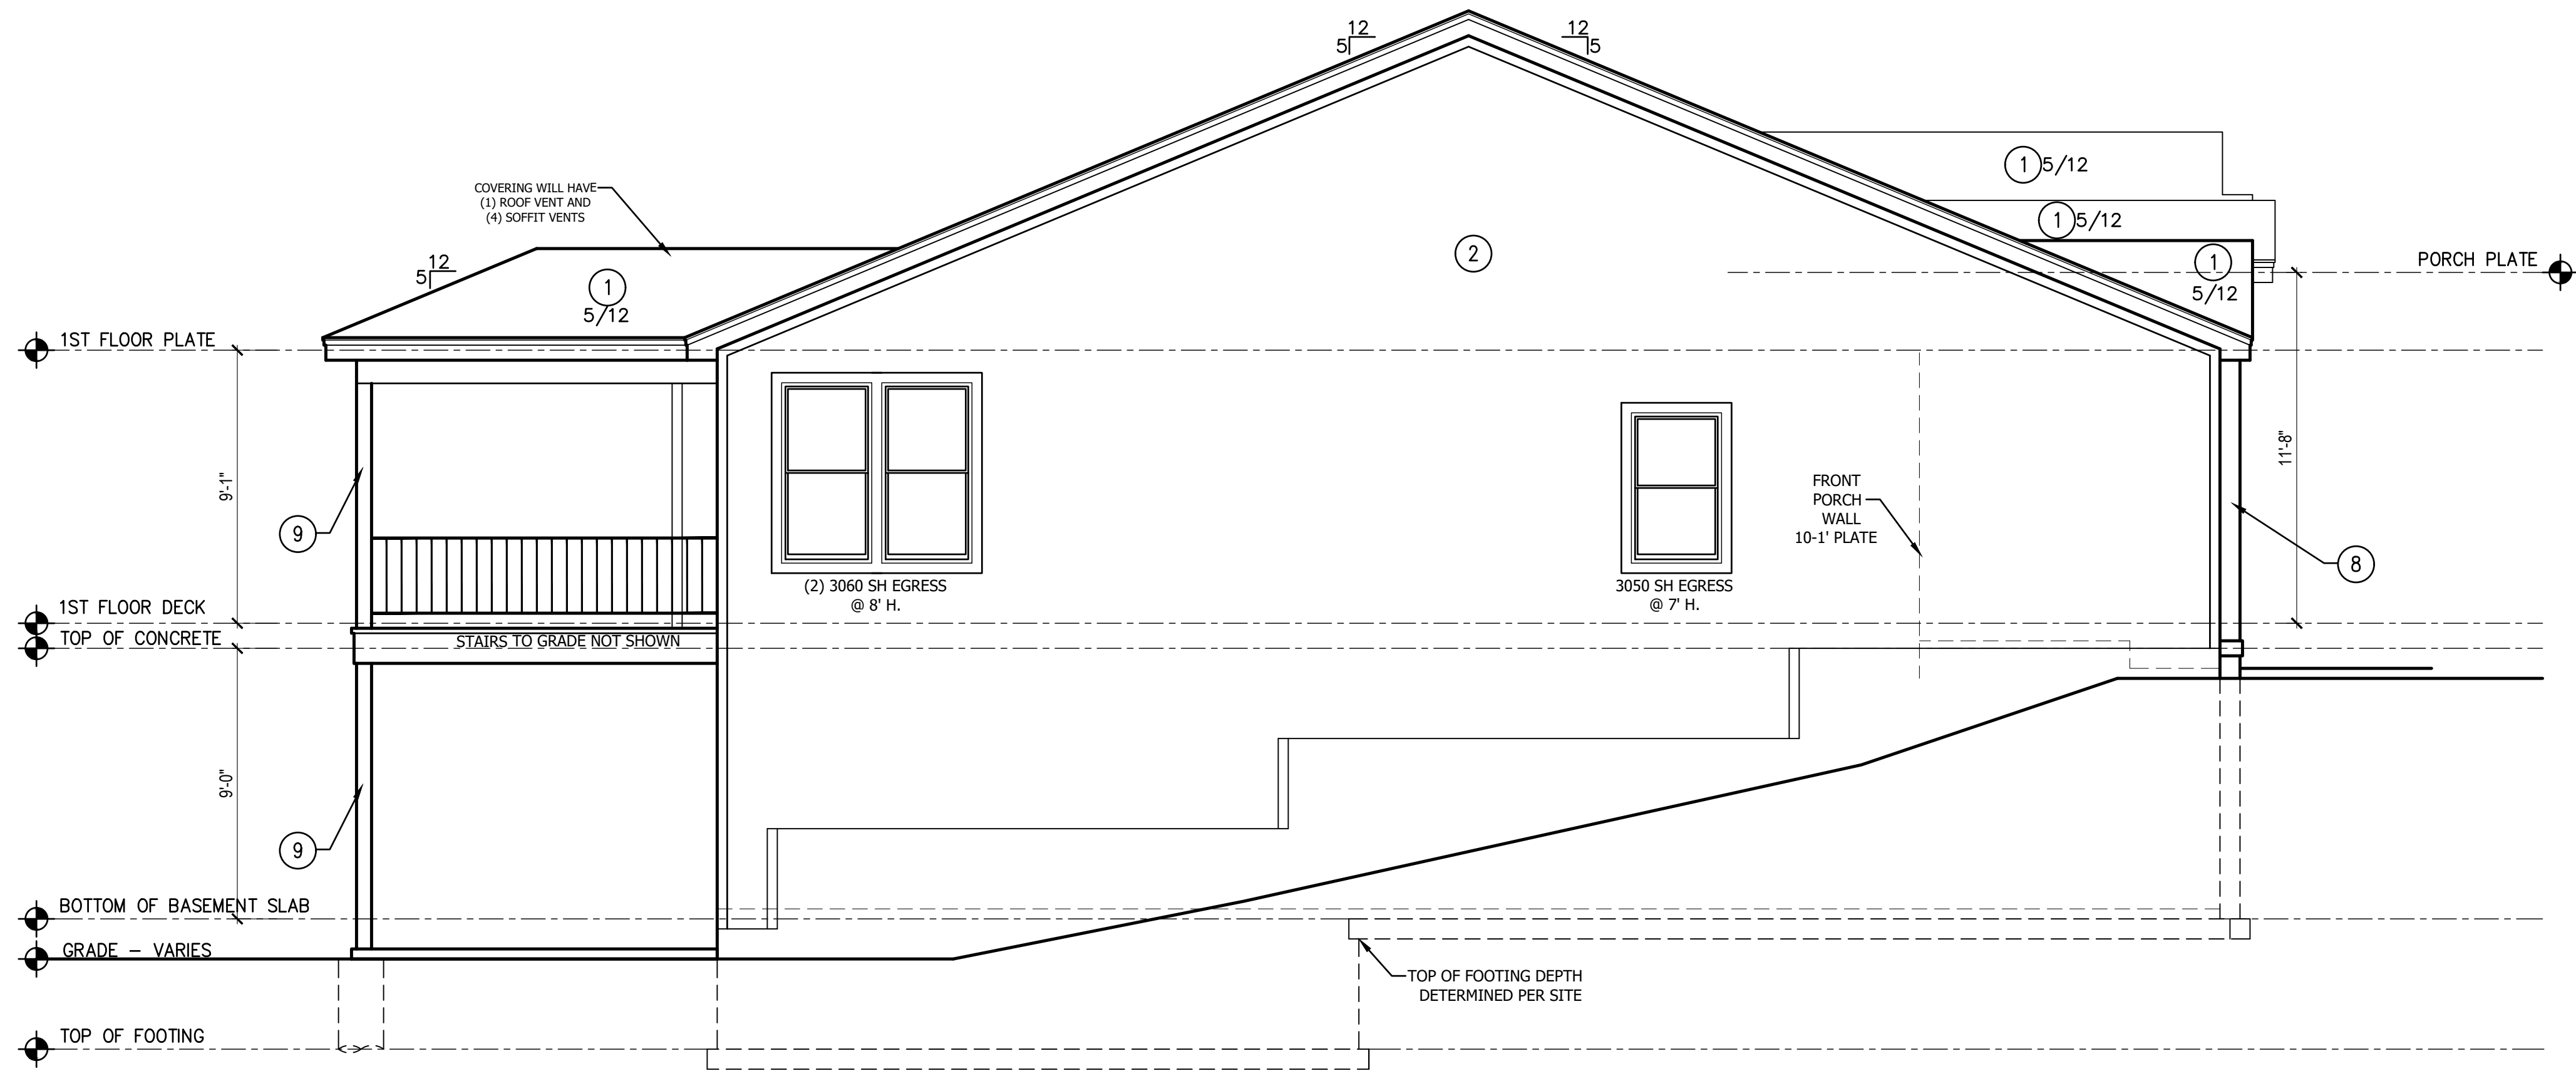 12
5
12
5
1 5/12
COVERING WILL HAVE
(1) ROOF VENT AND
(4) SOFFIT VENTS
1 5/12
2
12
5
1
5/12
1
5/12
PORCH PLATE
1ST FLOOR PLATE
9'-1"
11'-8"
FRONT
PORCH
WALL
10-1' PLATE
9
8
(2) 3060 SH EGRESS
@ 8' H.
3050 SH EGRESS
@ 7' H.
1ST FLOOR DECK
TOP OF CONCRETE
STAIRS TO GRADE NOT SHOWN
9'-0"
9
BOTTOM OF BASEMENT SLAB
GRADE – VARIES
TOP OF FOOTING DEPTH
DETERMINED PER SITE
TOP OF FOOTING